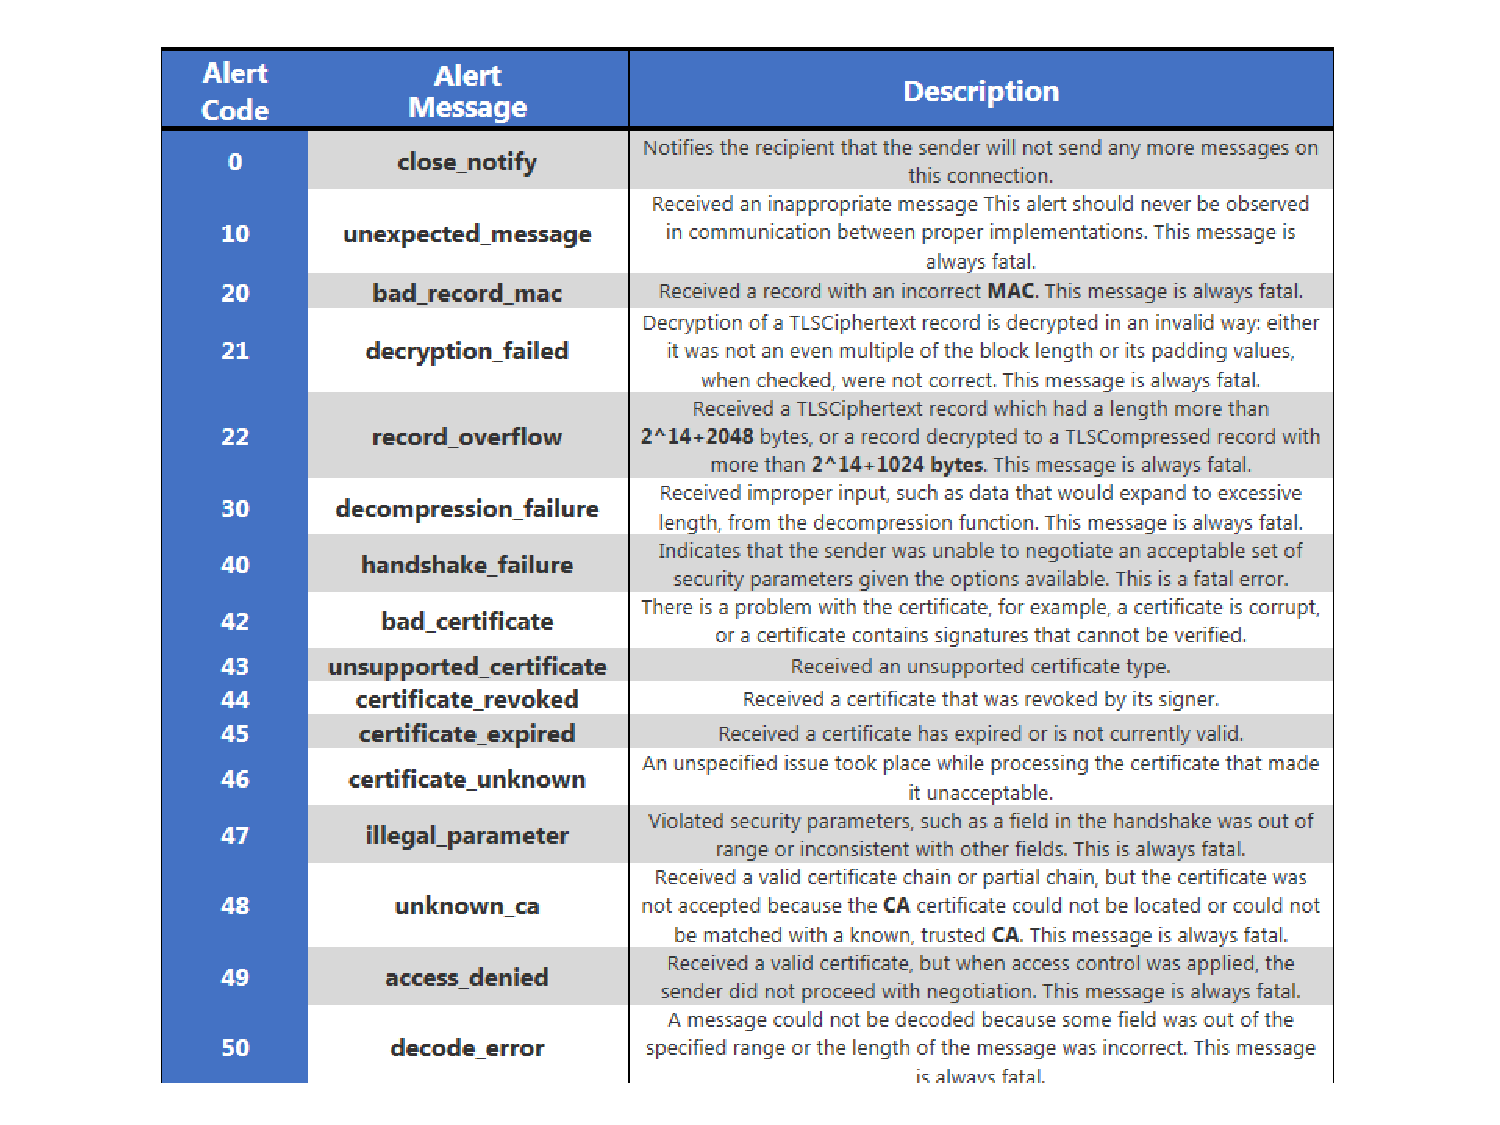 Alert Code
Alert Message
Description
0
close_notify
Notifies the recipient that the sender will not send any more messages on
this connection.
10
unexpected_message
Received an inappropriate message This alert should never be observed
in communication between proper implementations. This message is
always fatal.
20
bad_record_mac
Received a record with an incorrect MAC. This message is always fatal.
21
decryption_failed
Decryption of a TLSCiphertext record is decrypted in an invalid way: either
it was not an even multiple of the block length or its padding values,
when checked, were not correct. This message is always fatal.
22
record_overflow
Received a TLSCiphertext record which had a length more than
2^14+2048 bytes, or a record decrypted to a TLSCompressed record with
more than 2^14+1024 bytes. This message is always fatal.
30
decompression_failure
Received improper input, such as data that would expand to excessive
length, from the decompression function. This message is always fatal.
40
handshake_failure
Indicates that the sender was unable to negotiate an acceptable set of
security parameters given the options available. This is a fatal error.
42
bad_certificate
There is a problem with the certificate, for example, a certificate is corrupt,
or a certificate contains signatures that cannot be verified.
43
unsupported_certificate
Received an unsupported certificate type.
44
certificate_revoked
Received a certificate that was revoked by its signer.
45
certificate_expired
Received a certificate has expired or is not currently valid.
46
certificate_unknown
An unspecified issue took place while processing the certificate that made
it unacceptable.
47
illegal_parameter
Violated security parameters, such as a field in the handshake was out of
range or inconsistent with other fields. This is always fatal.
48
unknown_ca
Received a valid certificate chain or partial chain, but the certificate was
not accepted because the CA certificate could not be located or could not
be matched with a known, trusted CA. This message is always fatal.
49
access_denied
Received a valid certificate, but when access control was applied, the
sender did not proceed with negotiation. This message is always fatal.
50
decode_error
A message could not be decoded because some field was out of the
specified range or the length of the message was incorrect. This message
is always fatal.